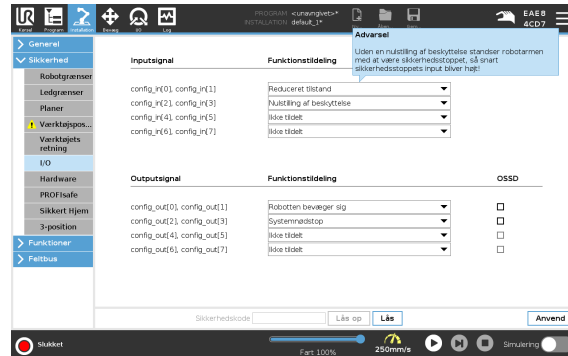 PROGRAM <unavngivet>*
INSTALLATION default_1*
EAE8
4CD7
Kørsel Program Installation Bevæg I/O Log
Advarsel
Uden en nulstilling af beskyttelse standser robotarmen
med at være sikkerhedsstoppet, så snart
sikkerhedsstoppets input bliver højt!
Generel
Sikkerhed
Robotgrænser
Ledgrænser
Planer
Værktøjspos...
Værktøjets
retning
I/O
Hardware
PROFIsafe
Sikkert Hjem
3-position
Funktioner
Feltbus
Inputsignal Funktionstildeling
config_in[0], config_in[1] Reduceret tilstand
config_in[2], config_in[3] Nulstilling af beskyttelse
config_in[4], config_in[5] Ikke tildelt
config_in[6], config_in[7] Ikke tildelt
Outputsignal Funktionstildeling OSSD
config_out[0], config_out[1] Robotten bevæger sig
config_out[2], config_out[3] Systemnødstop
config_out[4], config_out[5] Ikke tildelt
config_out[6], config_out[7] Ikke tildelt
Sikkerhedskode Lås op Lås Anvend
Slukket
Fart 100%
250mm/s
Simulering